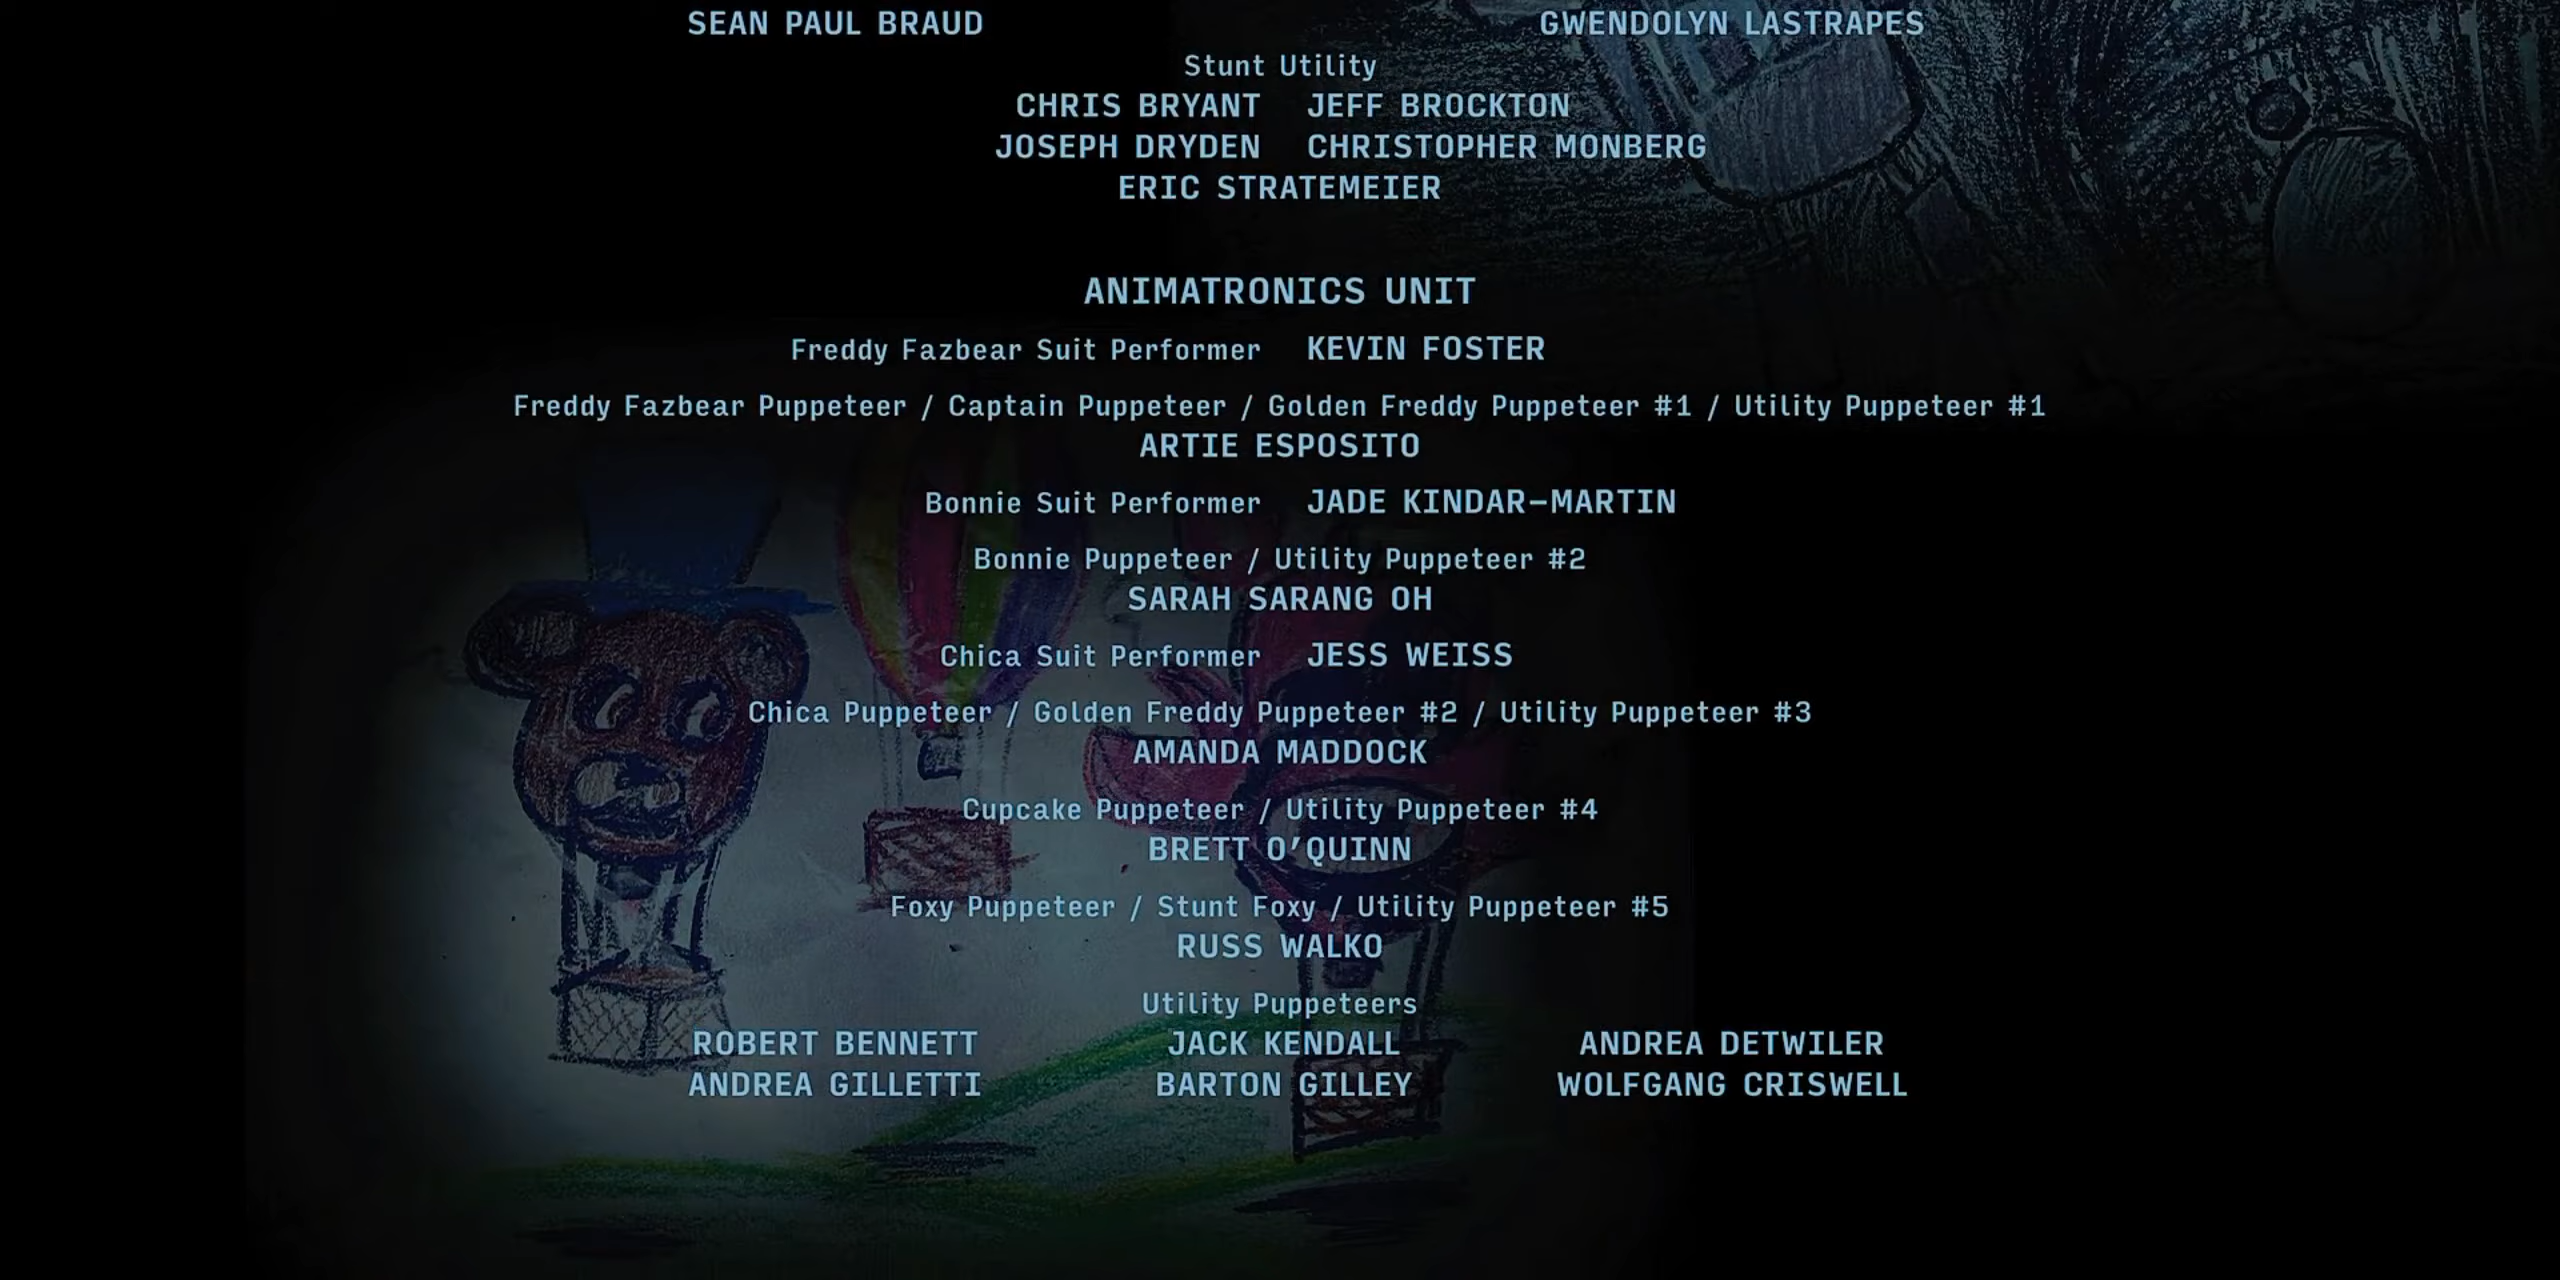 SEAN PAUL BRAUD GWENDOLYN LASTRAPES
Stunt Utility
CHRIS BRYANT JEFF BROCKTON
JOSEPH DRYDEN CHRISTOPHER MONBERG
ERIC STRATEMEIER
ANIMATRONICS UNIT
Freddy Fazbear Suit Performer KEVIN FOSTER
Freddy Fazbear Puppeteer / Captain Puppeteer / Golden Freddy Puppeteer #1 / Utility Puppeteer #1
ARTIE ESPOSITO
Bonnie Suit Performer JADE KINDAR-MARTIN
Bonnie Puppeteer / Utility Puppeteer #2
SARAH SARANG OH
Chica Suit Performer JESS WEISS
Chica Puppeteer / Golden Freddy Puppeteer #2 / Utility Puppeteer #3
AMANDA MADDOCK
Cupcake Puppeteer / Utility Puppeteer #4
BRETT O'QUINN
Foxy Puppeteer / Stunt Foxy / Utility Puppeteer #5
RUSS WALKO
Utility Puppeteers
ROBERT BENNETT JACK KENDALL ANDREA DETWILER
ANDREA GILLETTI BARTON GILLEY WOLFGANG CRISWELL